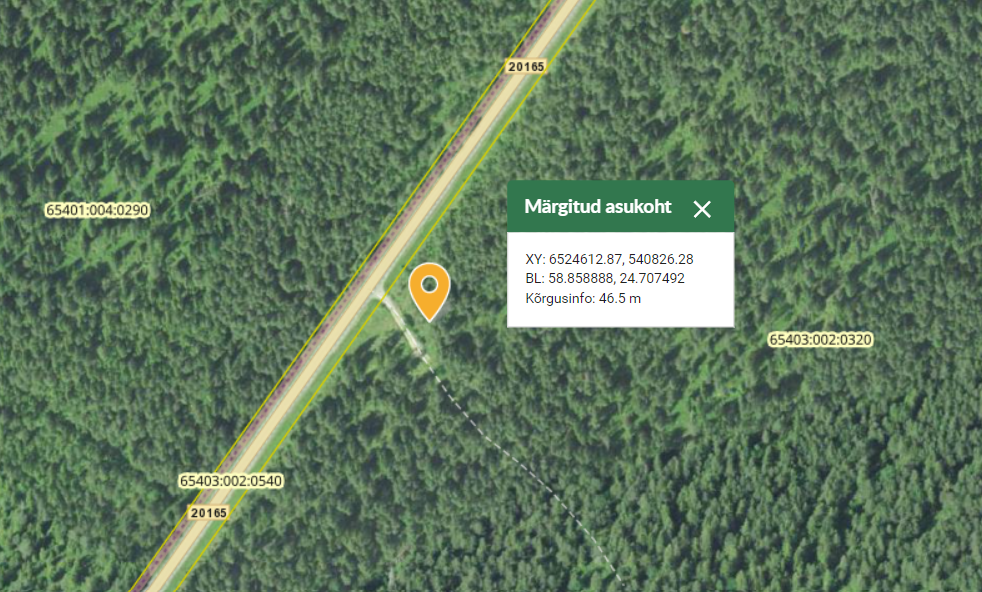 20165
65401:004:0290
Märgitud asukoht
XY: 6524612.87, 540826.28
BL: 58.858888, 24.707492
Kõrgusinfo: 46.5 m
65403:002:0320
65403:002:0540
20165